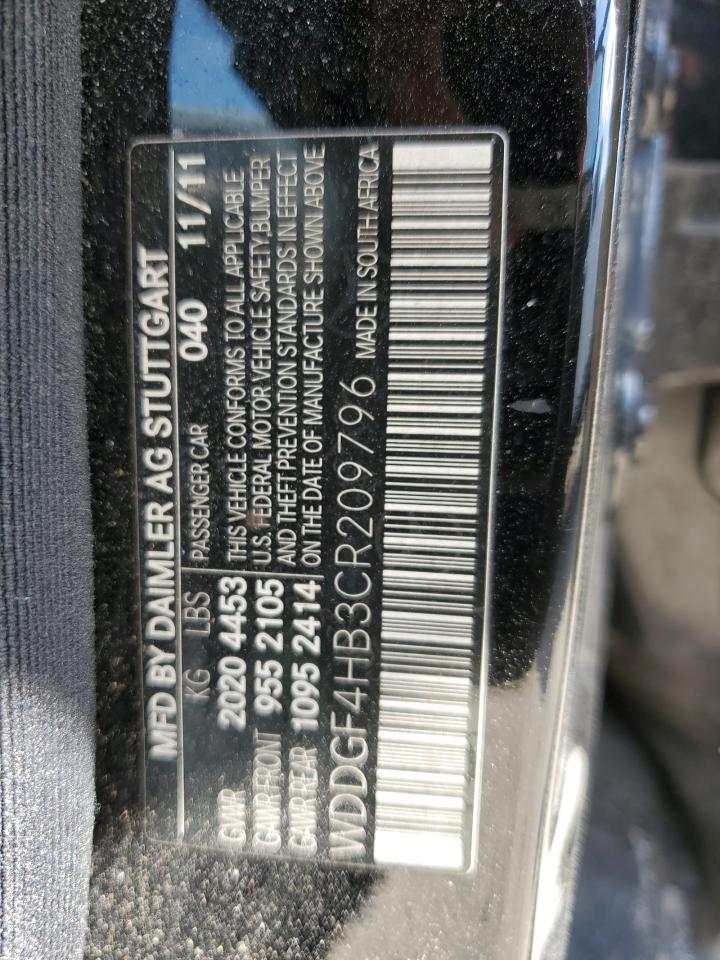 MFD BY DAIMLER AG STUTTGART
KG LBS PASSENGER CAR 040 11/11
GVWR 2020 4453 THIS VEHICLE CONFORMS TO ALL APPLICABLE
GAWR FRONT 955 2105 U.S. FEDERAL MOTOR VEHICLE SAFETY, BUMPER
GAWR REAR 1095 2414 AND THEFT PREVENTION STANDARDS IN EFFECT
ON THE DATE OF MANUFACTURE SHOWN ABOVE
WDDGF4HB3CR209796 MADE IN SOUTH AFRICA